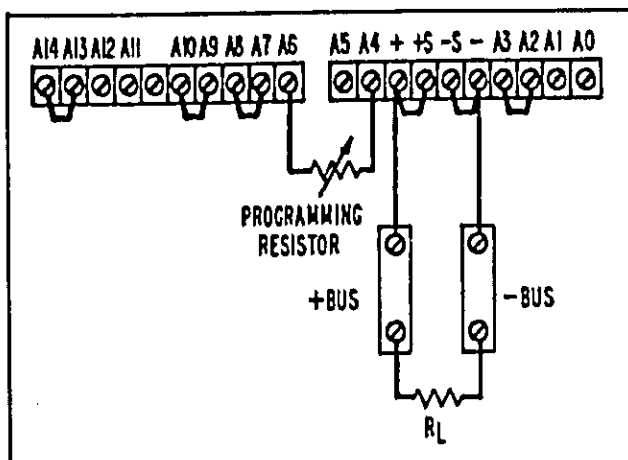 A14 A13 A12 A11 A10 A9 A8 A7 A6 A5 A4 + +S -S - A3 A2 A1 A0
PROGRAMMING
RESISTOR
+BUS
-BUS
RL